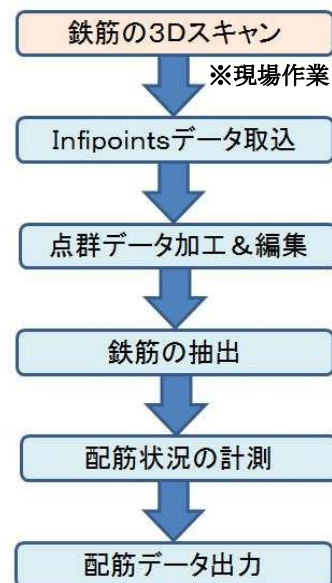 鉄筋の3Dスキャン
※現場作業
Infipointsデータ取込
点群データ加工＆編集
鉄筋の抽出
配筋状況の計測
配筋データ出力